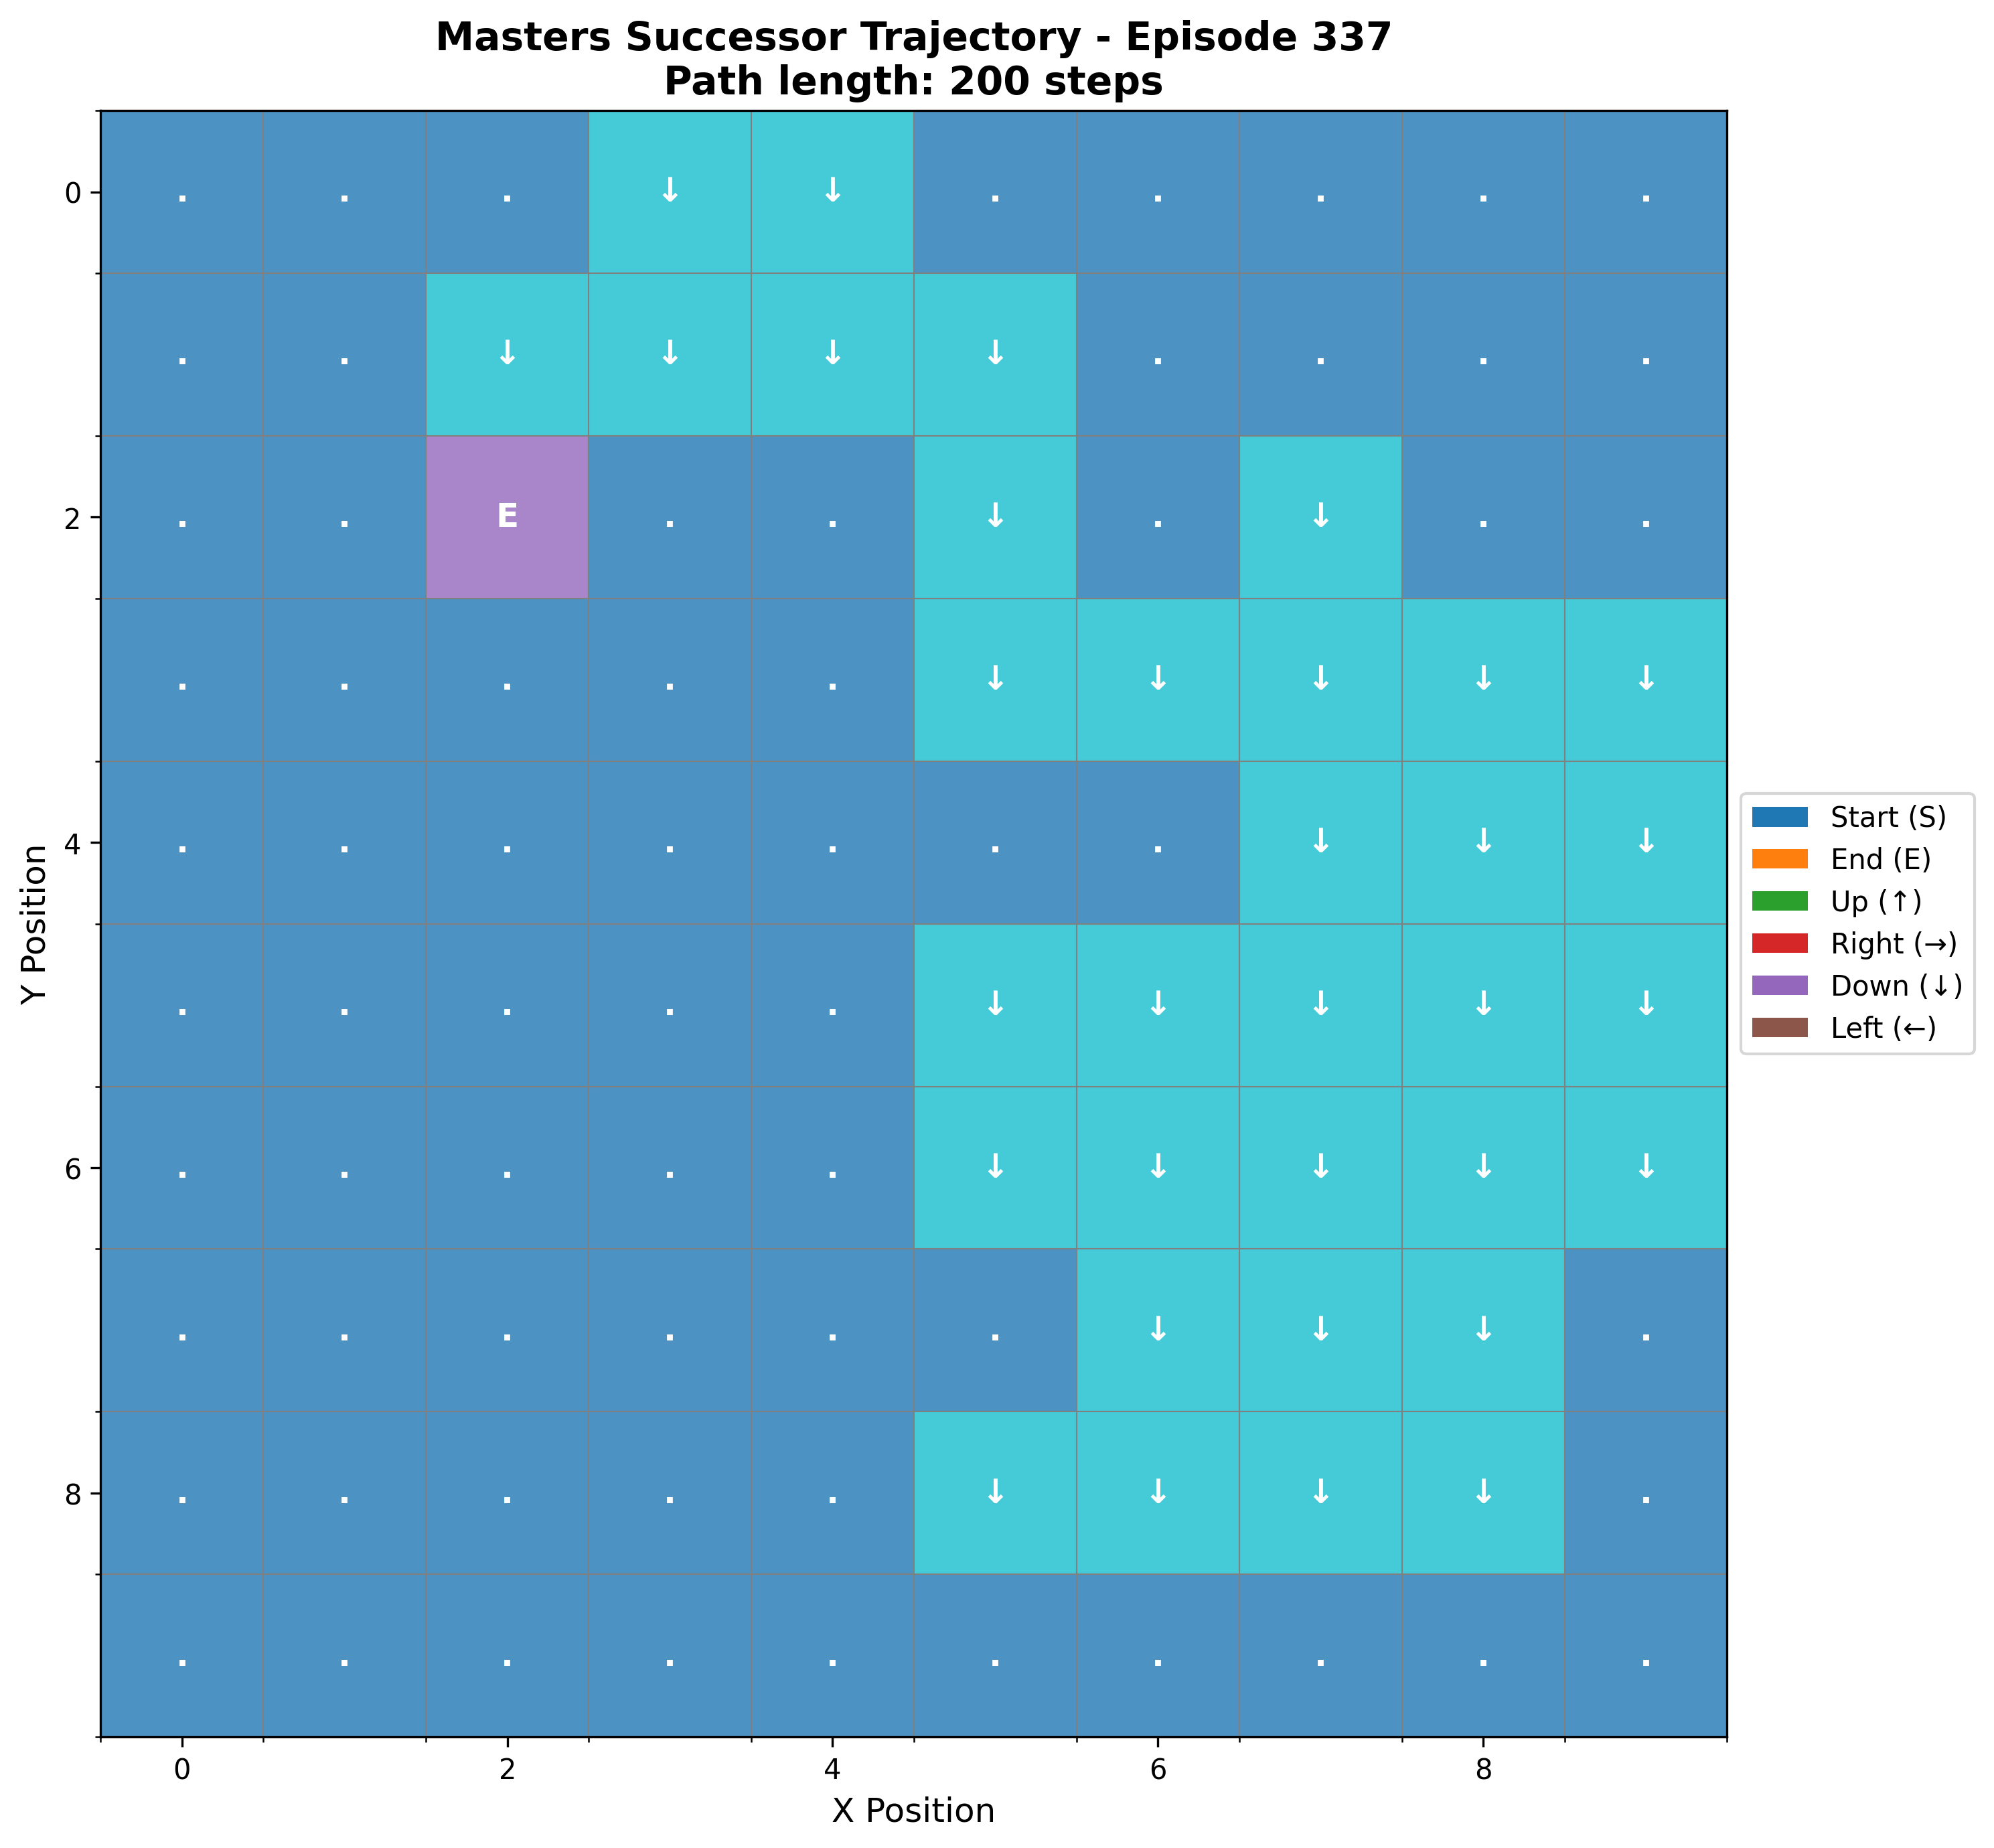 Masters Successor Trajectory - Episode 337
Path length: 200 steps
0 . . . ↓ ↓ . . . . .
. . ↓ ↓ ↓ ↓ . . . .
2 . . E . . ↓ . ↓ . .
. . . . . ↓ ↓ ↓ ↓ ↓
4 . . . . . . . ↓ ↓ ↓
. . . . . ↓ ↓ ↓ ↓ ↓
6 . . . . . ↓ ↓ ↓ ↓ ↓
. . . . . . ↓ ↓ ↓ .
8 . . . . . ↓ ↓ ↓ ↓ .
. . . . . . . . . .
0 2 4 6 8
X Position
Y Position
Start (S)
End (E)
Up (↑)
Right (→)
Down (↓)
Left (←)